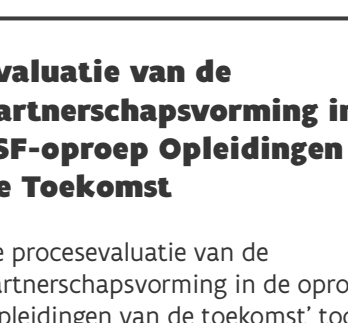 valuatie van de
artnerschapsvorming in
SF-oproep Opleidingen
e Toekomst
e procesevaluatie van de
artnerschapsvorming in de opro
pleidingen van de toekomst' too